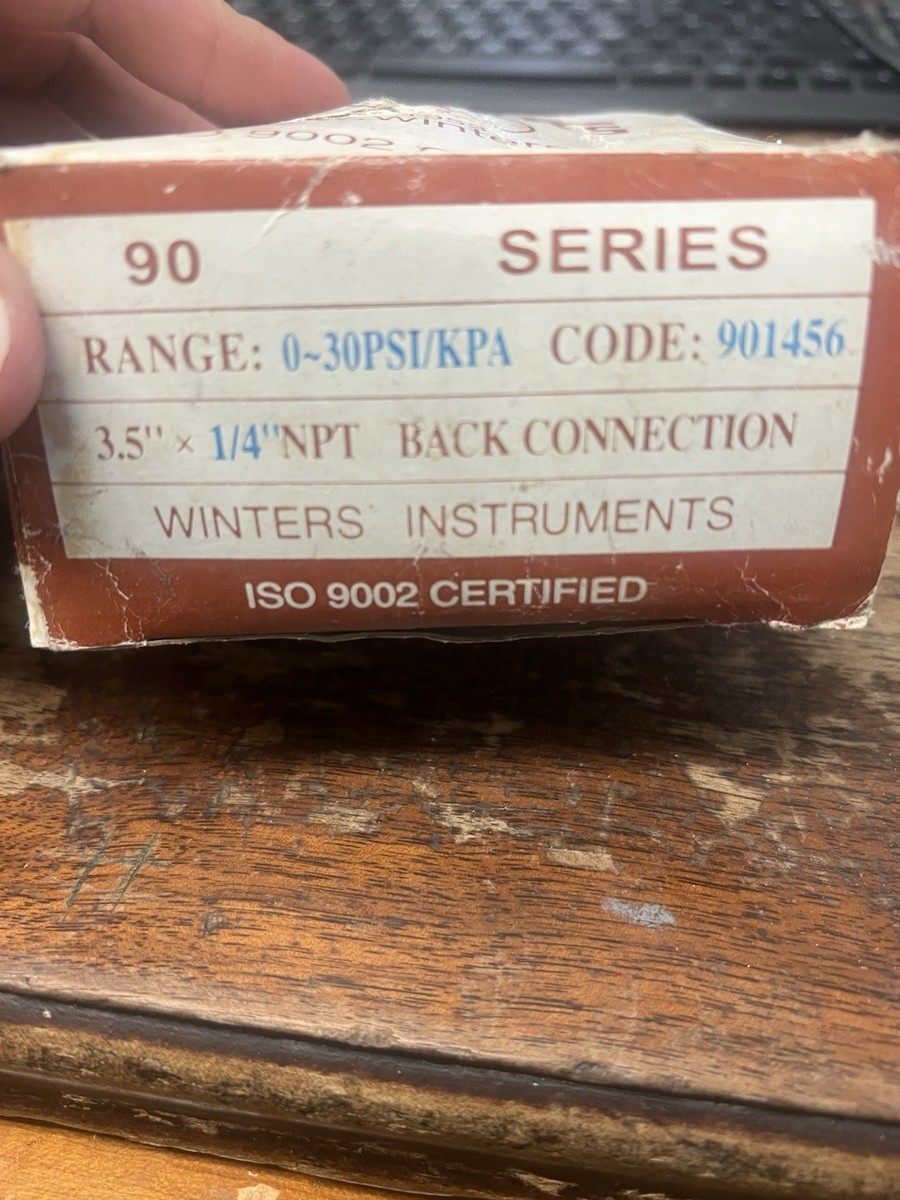 9002
90 SERIES
RANGE: 0~30PSI/KPA CODE: 901456
3.5" × 1/4"NPT BACK CONNECTION
WINTERS INSTRUMENTS
ISO 9002 CERTIFIED